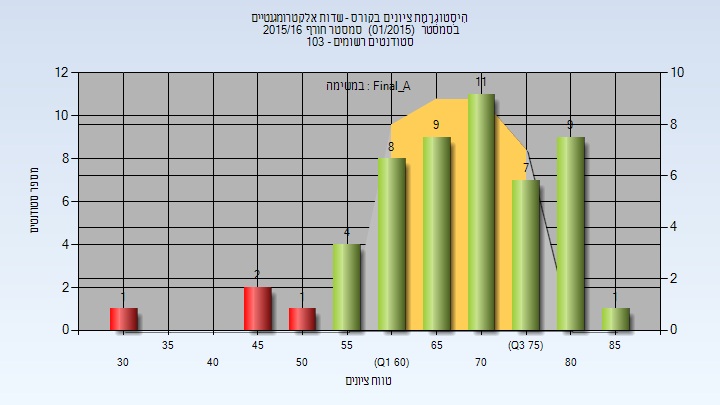 היסטוגרמת ציונים בקורס - שדות אלקטרומגנטיים
בסמסטר (01/2015) סמסטר חורף 2015/16
סטודנטים רשומים - 103
במשימה : Final_A
12 10 8 6 4 2 0
מספר סטודנטים
10 8 6 4 2 0
1 2 1 4 8 9 11 7 9 1
35 45 55 65 (Q3 75) 85
30 40 50 (Q1 60) 70 80
טווח ציונים